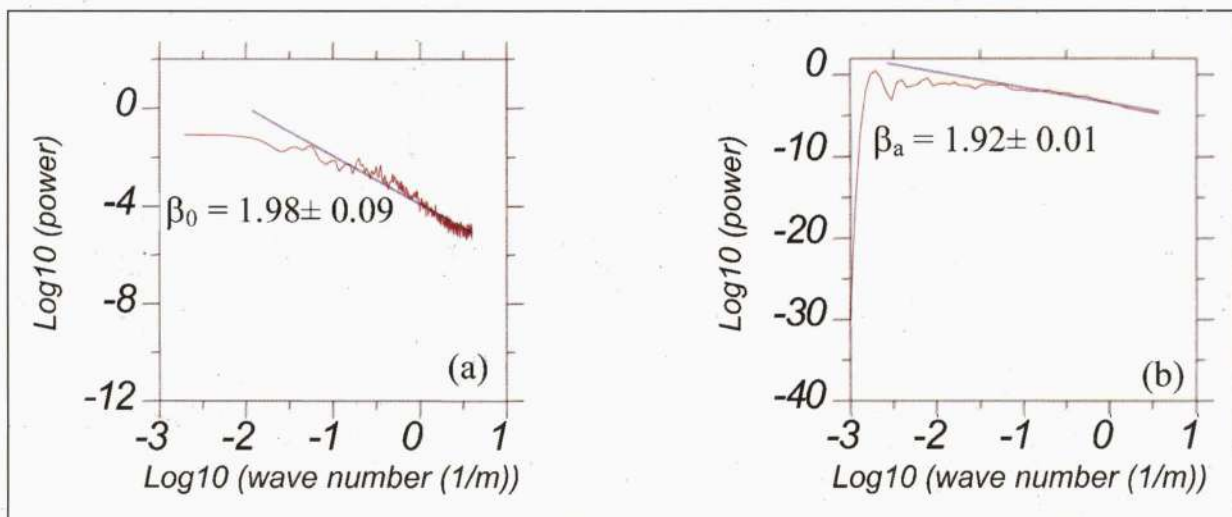 0
-4
-8
-12
Log10 (power)
β₀ = 1.98± 0.09
(a)
-3 -2 -1 0 1
Log10 (wave number (1/m))
0
-10
-20
-30
-40
Log10 (power)
βₐ = 1.92± 0.01
(b)
-3 -2 -1 0 1
Log10 (wave number (1/m))